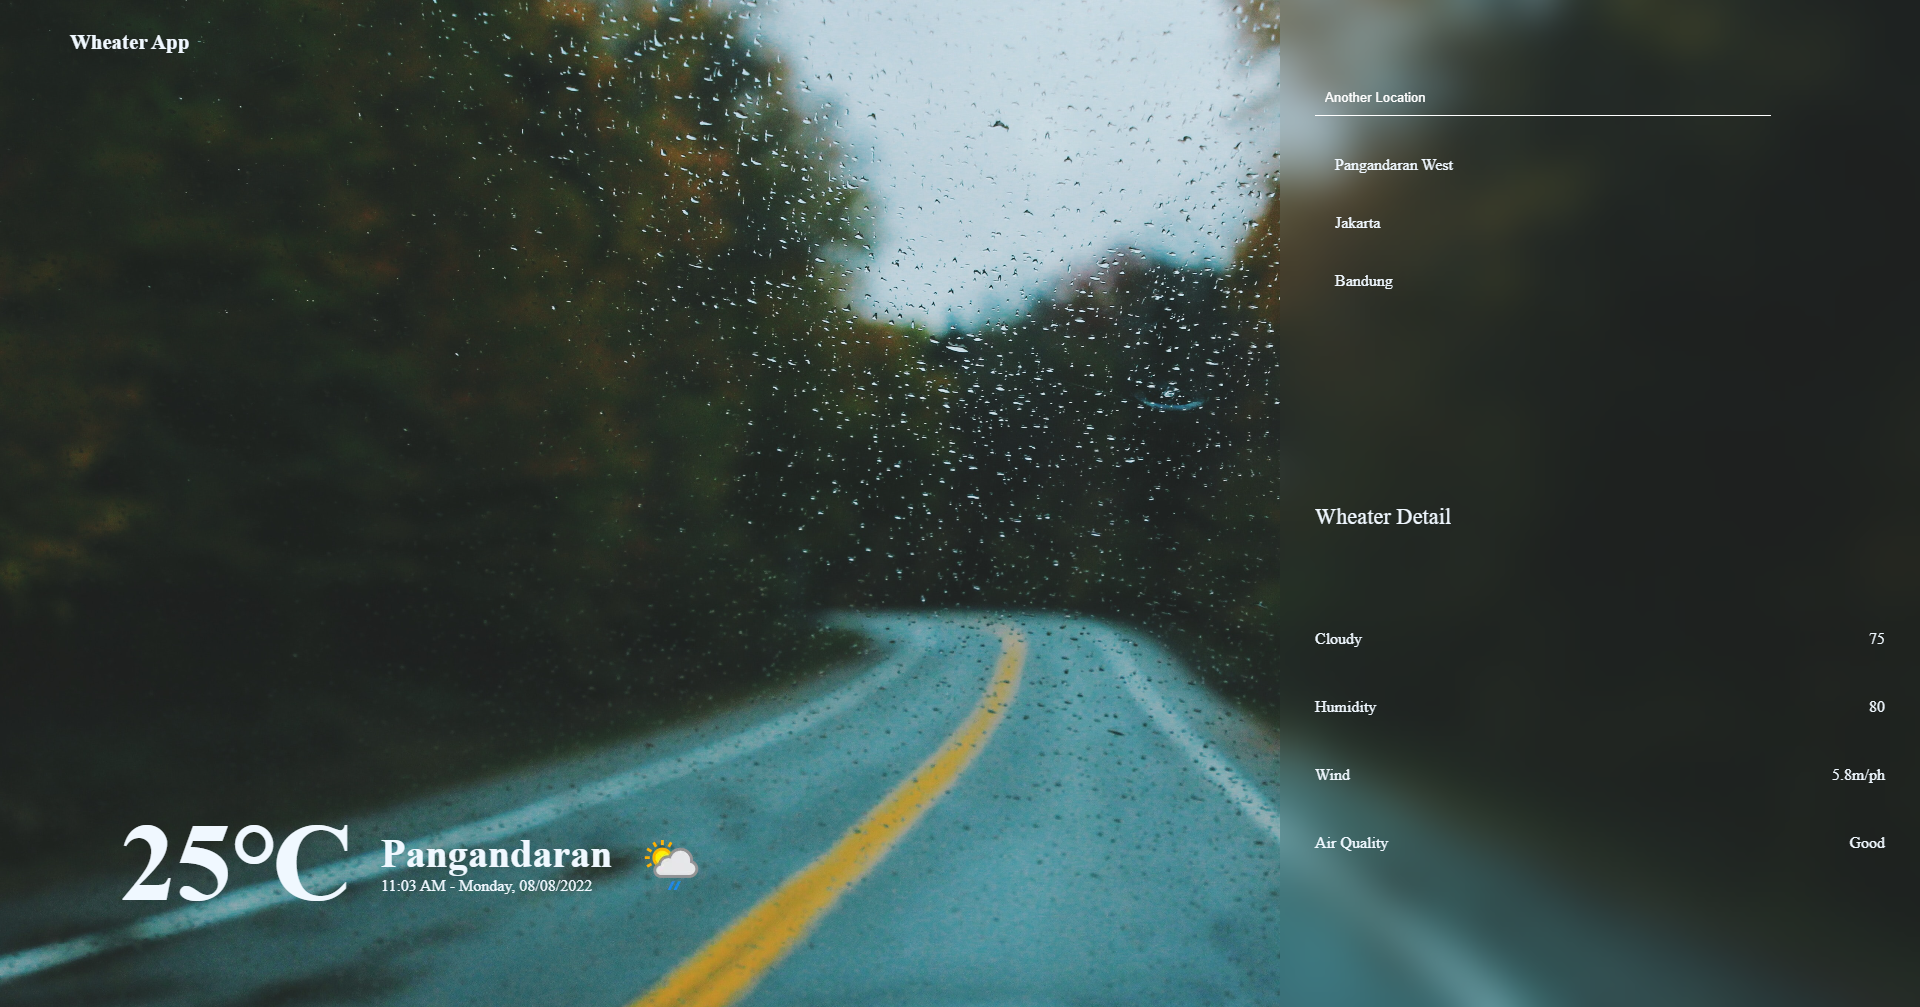 Wheater App
Another Location
Pangandaran West
Jakarta
Bandung
Wheater Detail
Cloudy 75
Humidity 80
Wind 5.8m/ph
Air Quality Good
25°C
Pangandaran
11:03 AM - Monday, 08/08/2022